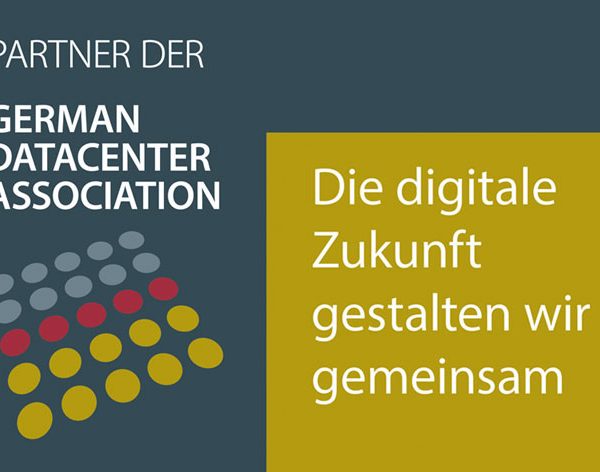 PARTNER DER
GERMAN
DATACENTER
ASSOCIATION
Die digitale
Zukunft
gestalten wir
gemeinsam